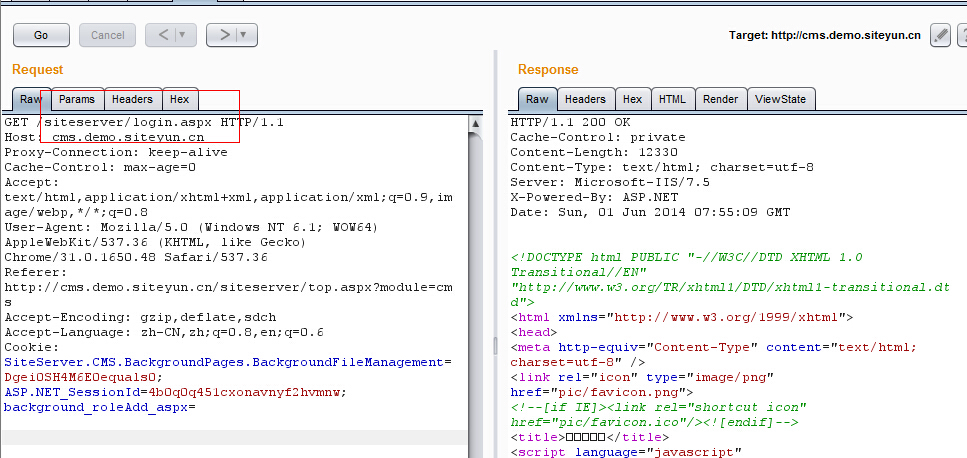 Go
Cancel
<
>
Target: http://cms.demo.siteyun.cn
?
Request
Raw Params Headers Hex
GET /siteserver/login.aspx HTTP/1.1
Host: cms.demo.siteyun.cn
Proxy-Connection: keep-alive
Cache-Control: max-age=0
Accept:
text/html,application/xhtml+xml,application/xml;q=0.9,im
age/webp,*/*;q=0.8
User-Agent: Mozilla/5.0 (Windows NT 6.1; WOW64)
AppleWebKit/537.36 (KHTML, like Gecko)
Chrome/31.0.1650.48 Safari/537.36
Referer:
http://cms.demo.siteyun.cn/siteserver/top.aspx?module=cm
s
Accept-Encoding: gzip,deflate,sdch
Accept-Language: zh-CN,zh;q=0.8,en;q=0.6
Cookie:
SiteServer.CMS.BackgroundPages.BackgroundFileManagement=
DgeiOSH4M6E0equals0;
ASP.NET_SessionId=4b0q0q451cxonavnyf2hvmnw;
background_roleAdd_aspx=
Response
Raw Headers Hex HTML Render ViewState
HTTP/1.1 200 OK
Cache-Control: private
Content-Length: 12330
Content-Type: text/html; charset=utf-8
Server: Microsoft-IIS/7.5
X-Powered-By: ASP.NET
Date: Sun, 01 Jun 2014 07:55:09 GMT
<!DOCTYPE html PUBLIC "-//W3C//DTD XHTML 1.0
Transitional//EN"
"http://www.w3.org/TR/xhtml1/DTD/xhtml1-transitional.dt
d">
<html xmlns="http://www.w3.org/1999/xhtml">
<head>
<meta http-equiv="Content-Type" content="text/html;
charset=utf-8" />
<link rel="icon" type="image/png"
href="pic/favicon.png">
<!--[if IE]><link rel="shortcut icon"
href="pic/favicon.ico"/><![endif]-->
<title>□□□□□</title>
<script language="javascript"